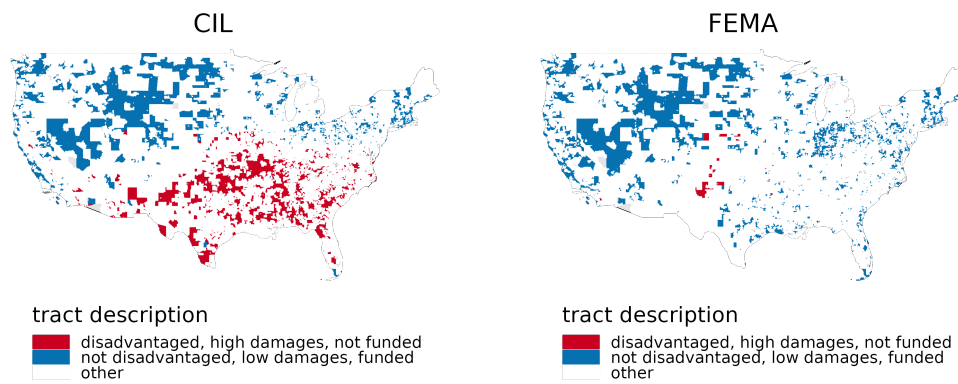 CIL
tract description
disadvantaged, high damages, not funded
not disadvantaged, low damages, funded
other
FEMA
tract description
disadvantaged, high damages, not funded
not disadvantaged, low damages, funded
other